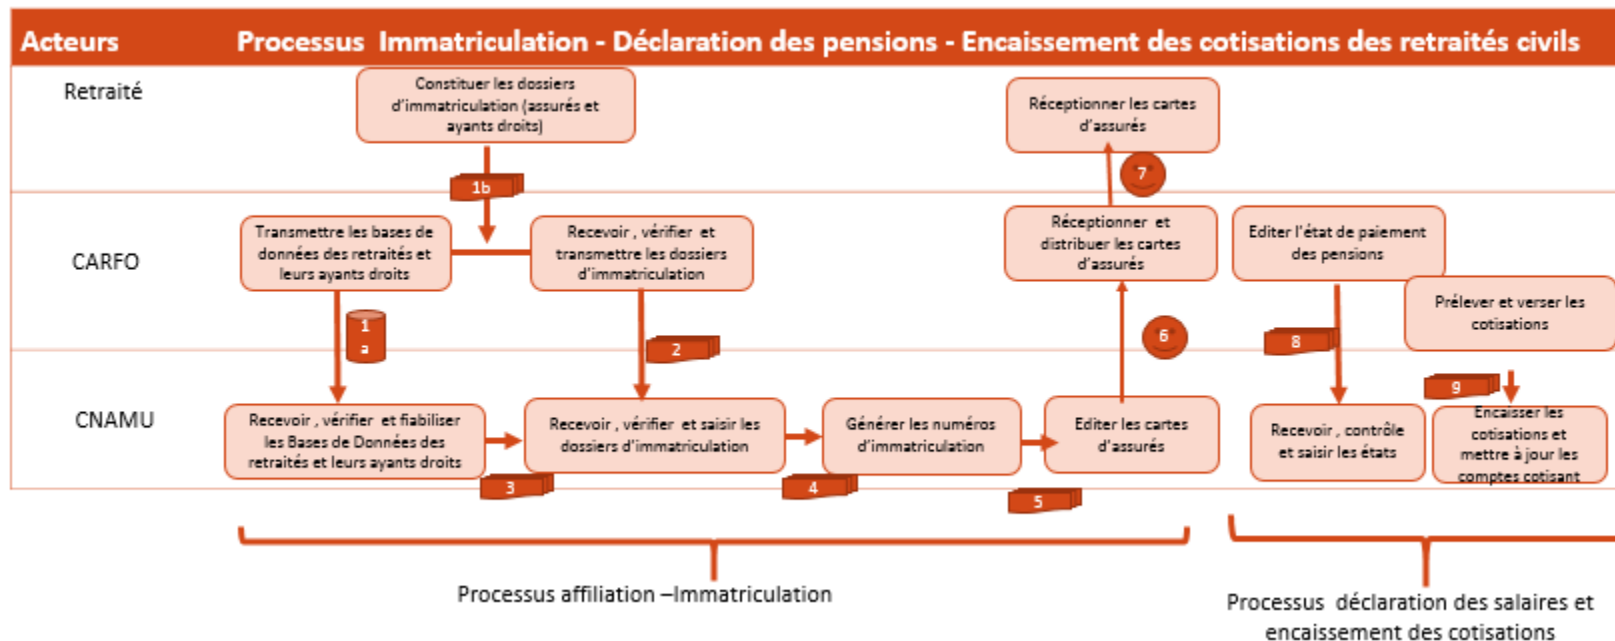 Acteurs
Processus Immatriculation - Déclaration des pensions - Encaissement des cotisations des retraités civils
Retraité
Constituer les dossiers
d'immatriculation (assurés et
ayants droits)
Réceptionner les cartes
d'assurés
1b
7
CARFO
Transmettre les bases de
données des retraités et
leurs ayants droits
Recevoir , vérifier et
transmettre les dossiers
d'immatriculation
Réceptionner et
distribuer les cartes
d'assurés
Editer l'état de paiement
des pensions
Prélever et verser les
cotisations
1
a
2
6
8
9
CNAMU
Recevoir , vérifier et fiabiliser
les Bases de Données des
retraités et leurs ayants droits
Recevoir, vérifier et saisir les
dossiers d'immatriculation
Générer les numéros
d'immatriculation
Editer les cartes
d'assurés
Recevoir , contrôle
et saisir les états
Encaisser les
cotisations et
mettre à jour les
comptes cotisant
3
4
5
Processus affiliation –Immatriculation
Processus déclaration des salaires et
encaissement des cotisations